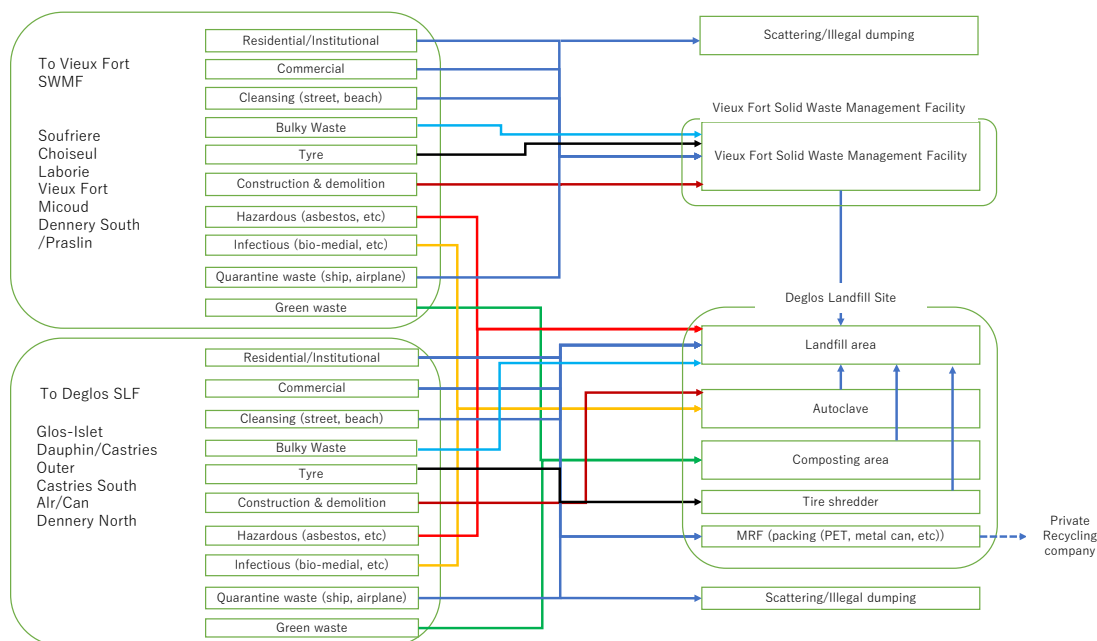 To Vieux Fort
SWMF
Soufriere
Choiseul
Laborie
Vieux Fort
Micoud
Dennery South
/Praslin
Residential/Institutional
Commercial
Cleansing (street, beach)
Bulky Waste
Tyre
Construction & demolition
Hazardous (asbestos, etc)
Infectious (bio-medial, etc)
Quarantine waste (ship, airplane)
Green waste
To Deglos SLF
Glos-Islet
Dauphin/Castries
Outer
Castries South
Alr/Can
Dennery North
Residential/Institutional
Commercial
Cleansing (street, beach)
Bulky Waste
Tyre
Construction & demolition
Hazardous (asbestos, etc)
Infectious (bio-medial, etc)
Quarantine waste (ship, airplane)
Green waste
Scattering/Illegal dumping
Vieux Fort Solid Waste Management Facility
Vieux Fort Solid Waste Management Facility
Deglos Landfill Site
Landfill area
Autoclave
Composting area
Tire shredder
MRF (packing (PET, metal can, etc))
Scattering/Illegal dumping
Private
Recycling
company